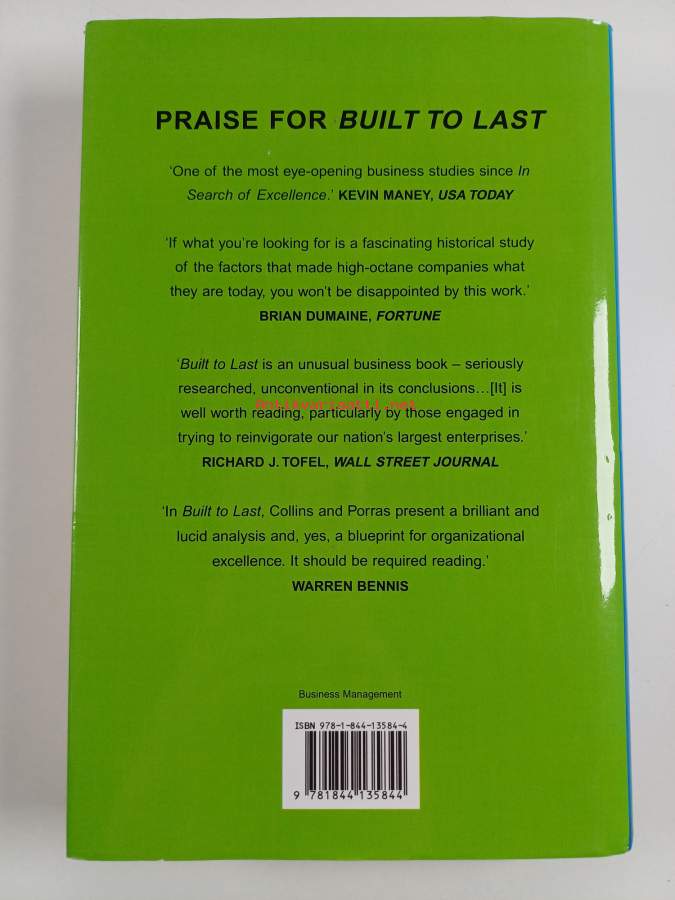 PRAISE FOR BUILT TO LAST
‘One of the most eye-opening business studies since In
Search of Excellence.’ KEVIN MANEY, USA TODAY
‘If what you’re looking for is a fascinating historical study
of the factors that made high-octane companies what
they are today, you won’t be disappointed by this work.’
BRIAN DUMAINE, FORTUNE
‘Built to Last is an unusual business book – seriously
researched, unconventional in its conclusions…[It] is
Antikvariaatti.net
well worth reading, particularly by those engaged in
trying to reinvigorate our nation’s largest enterprises.’
RICHARD J. TOFEL, WALL STREET JOURNAL
‘In Built to Last, Collins and Porras present a brilliant and
lucid analysis and, yes, a blueprint for organizational
excellence. It should be required reading.’
WARREN BENNIS
Business Management
ISBN 978-1-844-13584-4
9 781844 135844